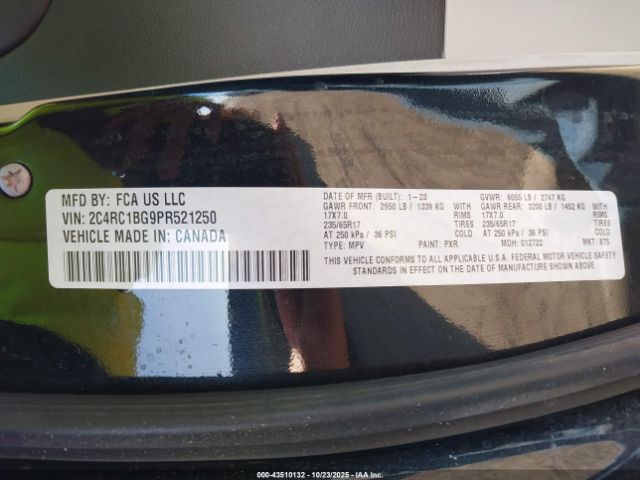 MFD BY: FCA US LLC
VIN: 2C4RC1BG9PR521250
VEHICLE MADE IN: CANADA
DATE OF MFR (BUILT): 1-23 GVWR: 6055 LB / 2747 KG
GAWR FRONT: 2950 LB / 1339 KG WITH GAWR REAR: 3200 LB / 1452 KG WITH
17X7.0 RIMS 17X7.0 RIMS
235/65R17 TIRES 235/65R17 TIRES
AT 250 kPa / 36 PSI COLD AT 250 kPa / 36 PSI COLD
TYPE: MPV PAINT: PXR MDH: 012722 MKT: 875
THIS VEHICLE CONFORMS TO ALL APPLICABLE U.S.A. FEDERAL MOTOR VEHICLE SAFETY
STANDARDS IN EFFECT ON THE DATE OF MANUFACTURE SHOWN ABOVE.
000-43510132 - 10/23/2025 - IAAI.com